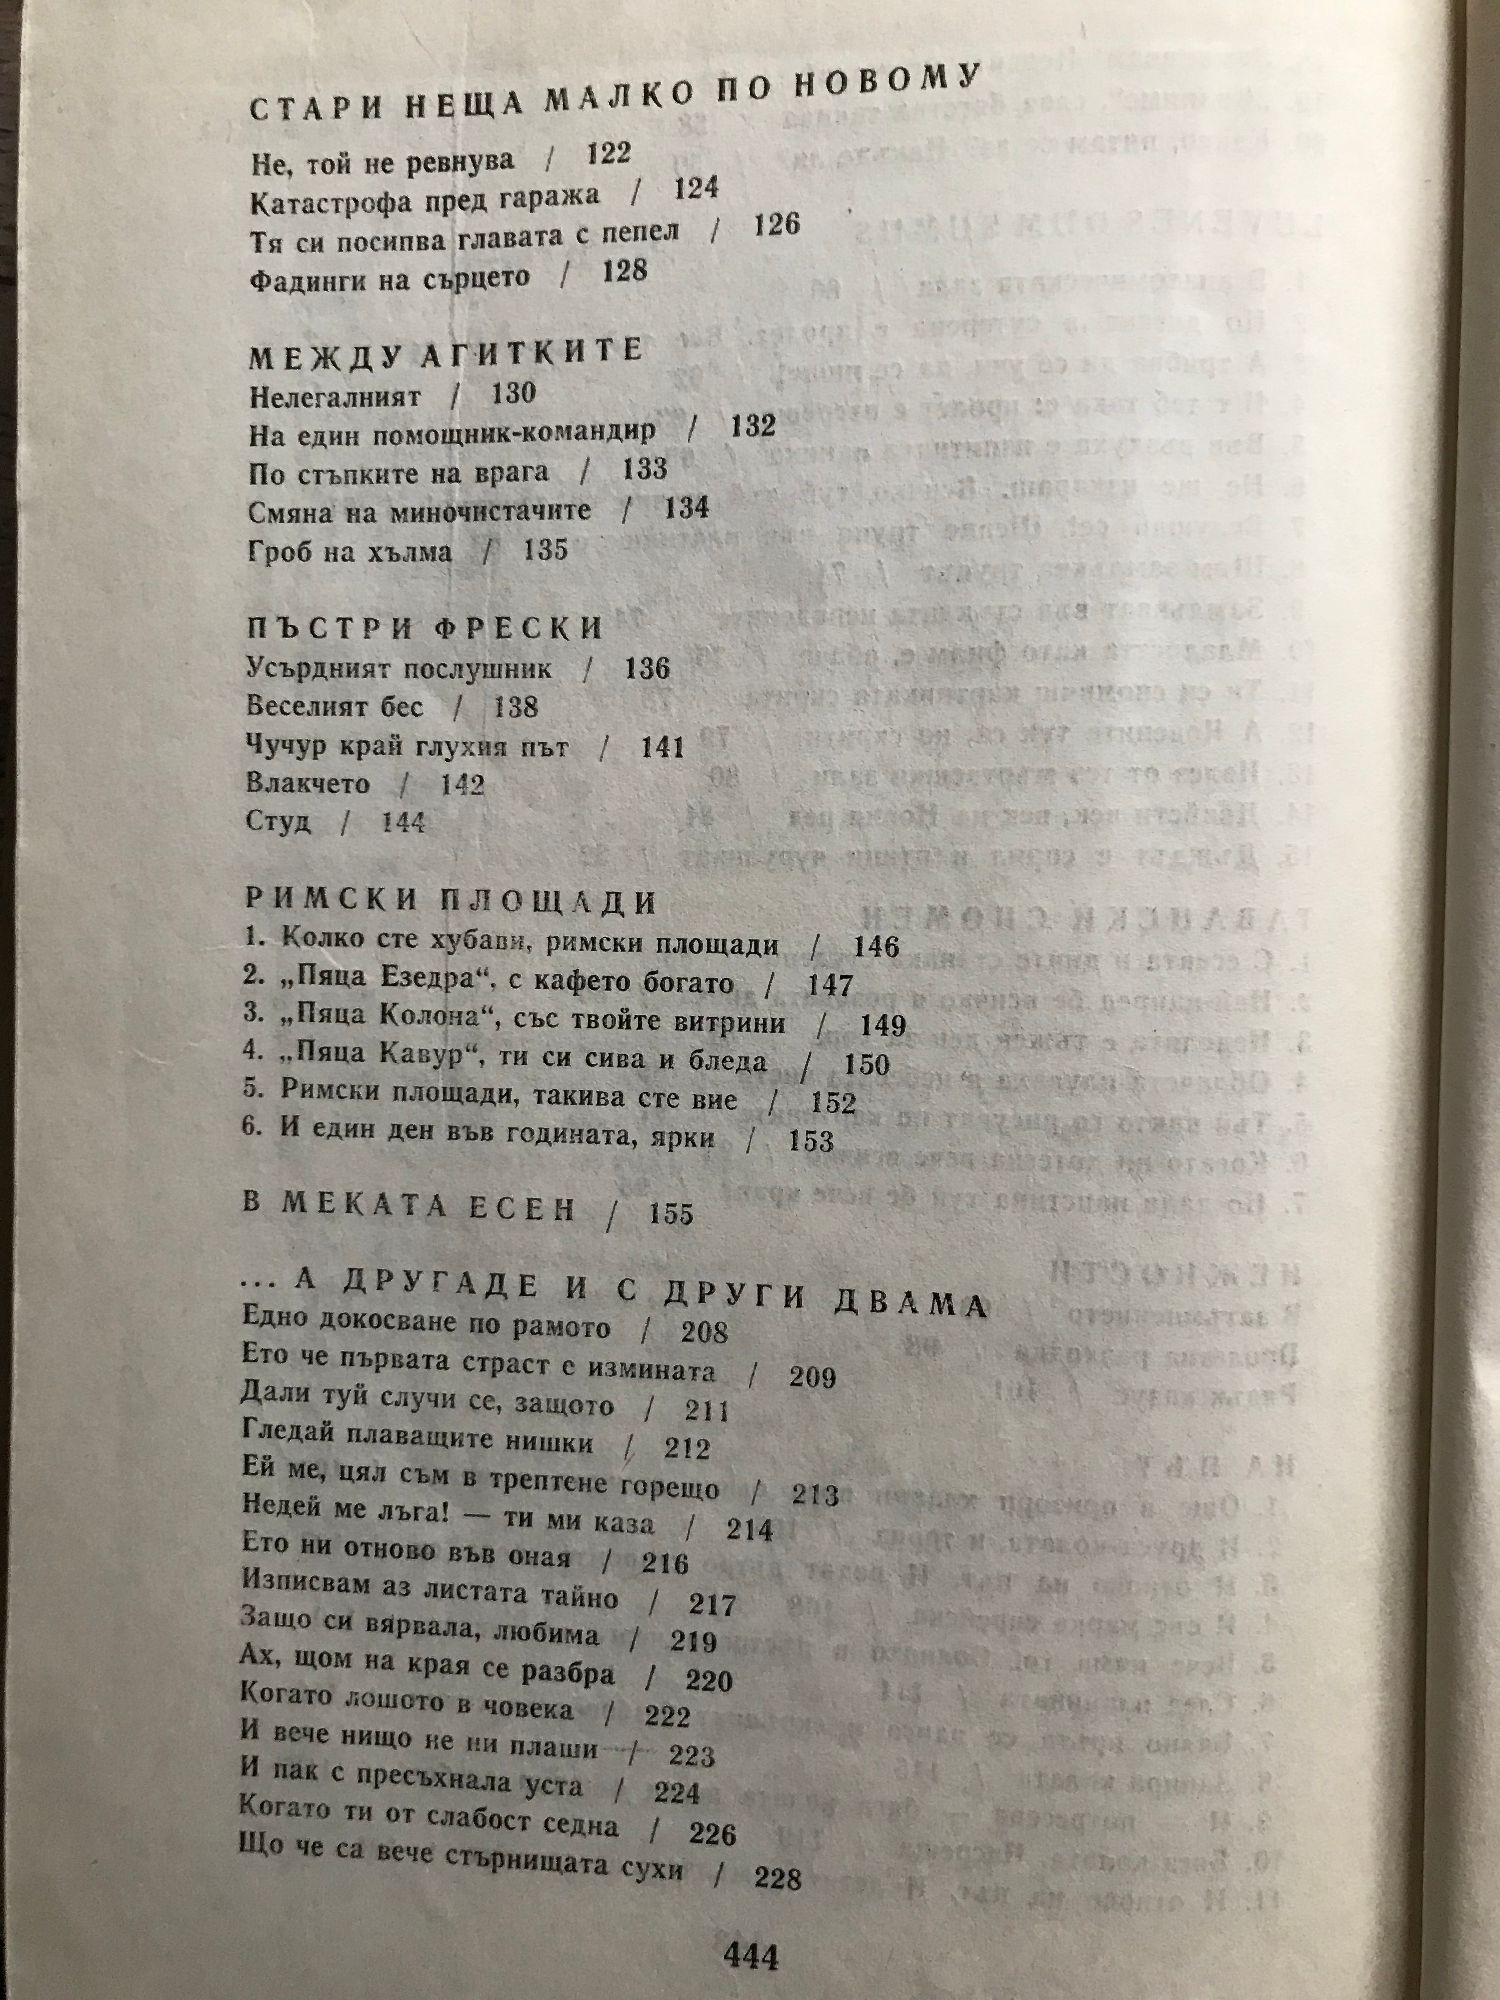 СТАРИ НЕЩА МАЛКО ПО НОВОМУ
Не, той не ревнува / 122
Катастрофа пред гаража / 124
Тя си посипва главата с пепел / 126
Фадинги на сърцето / 128
МЕЖДУ АГИТКИТЕ
Нелегалният / 130
На един помощник-командир / 132
По стъпките на врага / 133
Смяна на миночистачите / 134
Гроб на хълма / 135
ПЪСТРИ ФРЕСКИ
Усърдният послушник / 136
Веселият бес / 138
Чучур край глухия път / 141
Влакчето / 142
Студ / 144
РИМСКИ ПЛОЩАДИ
1. Колко сте хубави, римски площади / 146
2. „Пяца Езедра“, с кафето богато / 147
3. „Пяца Колона“, със твойте витрини / 149
4. „Пяца Кавур“, ти си сива и бледа / 150
5. Римски площади, такива сте вие / 152
6. И един ден във годината, ярки / 153
В МЕКАТА ЕСЕН / 155
... А ДРУГАДЕ И С ДРУГИ ДВАМА
Едно докосване по рамото / 208
Ето че първата страст е измината / 209
Дали туй случи се, защото / 211
Гледай плаващите нишки / 212
Ей ме, цял съм в трептене горещо / 213
Недей ме лъга! — ти ми каза / 214
Ето ни отново във оная / 216
Изписвам аз листата тайно / 217
Защо си вярвала, любима / 219
Ах, щом на края се разбра / 220
Когато лошото в човека / 222
И вече нищо не ни плаши / 223
И пак с пресъхнала уста / 224
Когато ти от слабост седна / 226
Що че са вече стърнищата сухи / 228
444